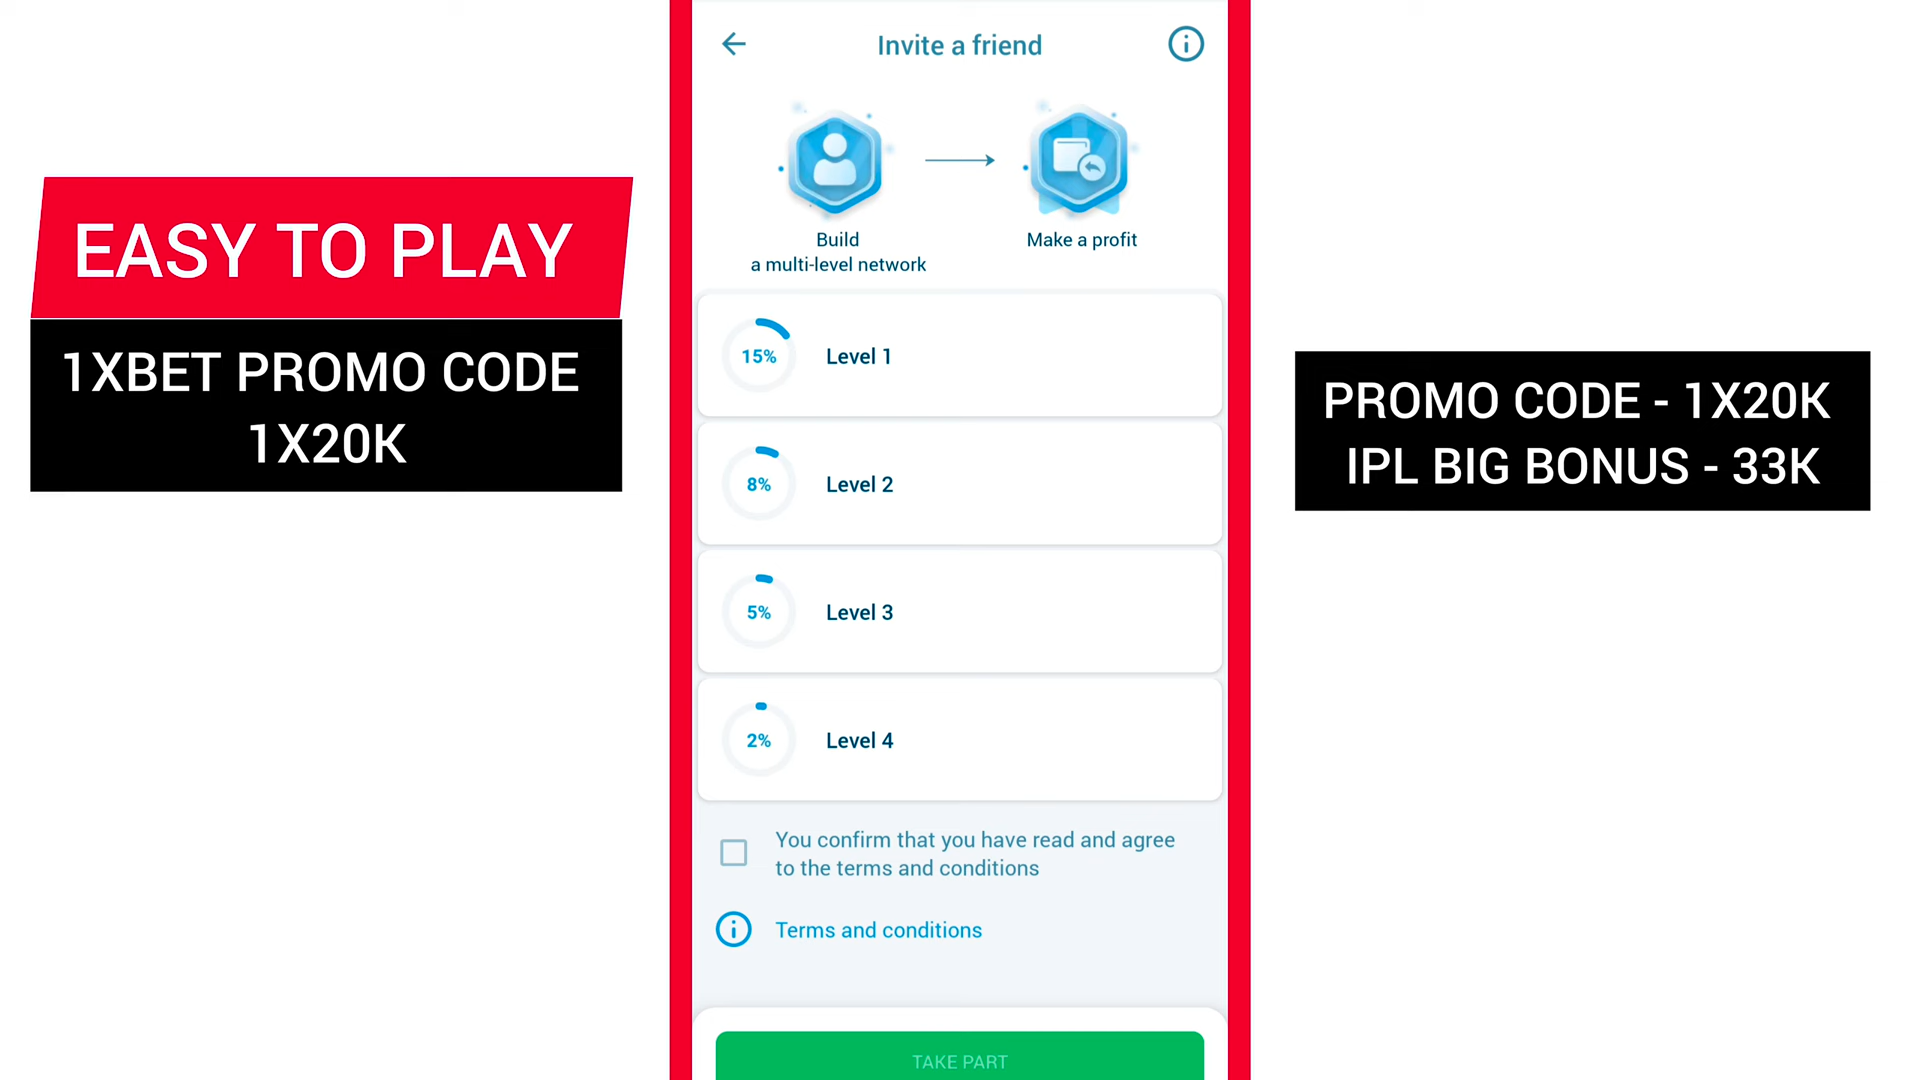 EASY TO PLAY
1XBET PROMO CODE
1X20K
Invite a friend
Build
a multi-level network
Make a profit
15%
Level 1
8%
Level 2
5%
Level 3
2%
Level 4
You confirm that you have read and agree
to the terms and conditions
Terms and conditions
TAKE PART
PROMO CODE - 1X20K
IPL BIG BONUS - 33K